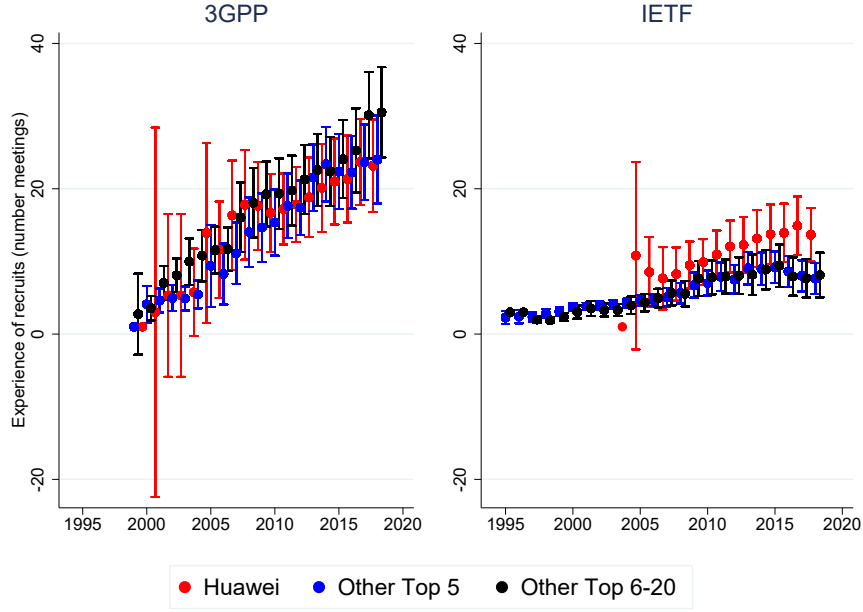 3GPP
IETF
Experience of recruits (number meetings)
40
20
0
-20
40
20
0
-20
1995 2000 2005 2010 2015 2020
1995 2000 2005 2010 2015 2020
Huawei Other Top 5 Other Top 6-20